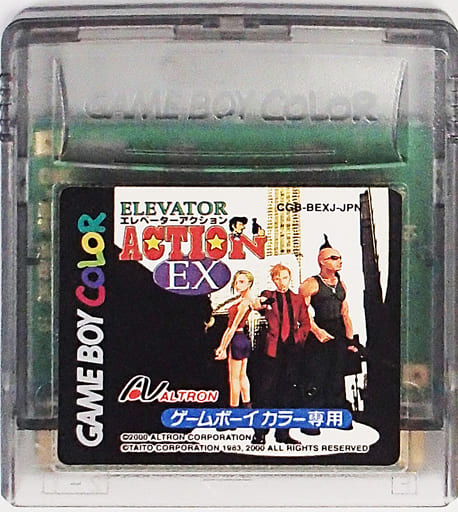 GAME BOY COLOR
ELEVATOR
エレベーターアクション
ACTION
EX
CGB-BEXJ-JPN
GAME BOY COLOR
ALTRON
ゲームボーイカラー専用
©2000 ALTRON CORPORATION
©TAITO CORPORATION 1983, 2000 ALL RIGHTS RESERVED